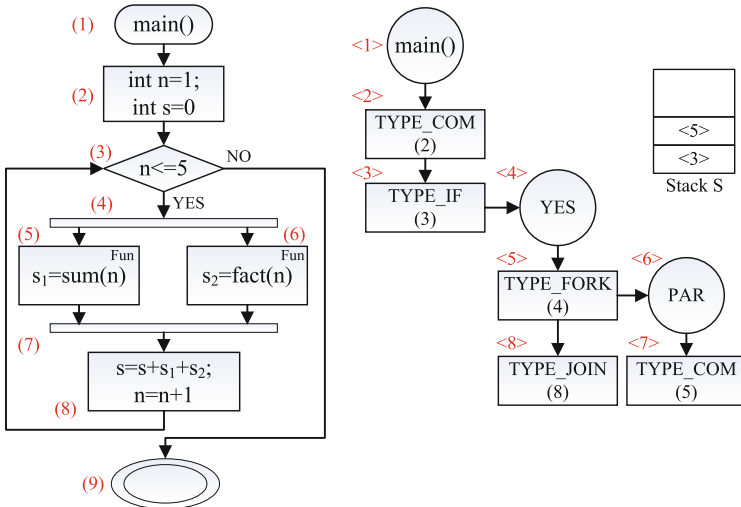 (1)
main()
(2)
int n=1;
int s=0
(3)
n<=5
NO
YES
(4)
(5)
Fun
s₁=sum(n)
(6)
Fun
s₂=fact(n)
(7)
s=s+s₁+s₂;
n=n+1
(8)
(9)
<1>
main()
<2>
TYPE_COM
(2)
<3>
TYPE_IF
(3)
<4>
YES
<5>
TYPE_FORK
(4)
<6>
PAR
<8>
TYPE_JOIN
(8)
<7>
TYPE_COM
(5)
<5>
<3>
Stack S